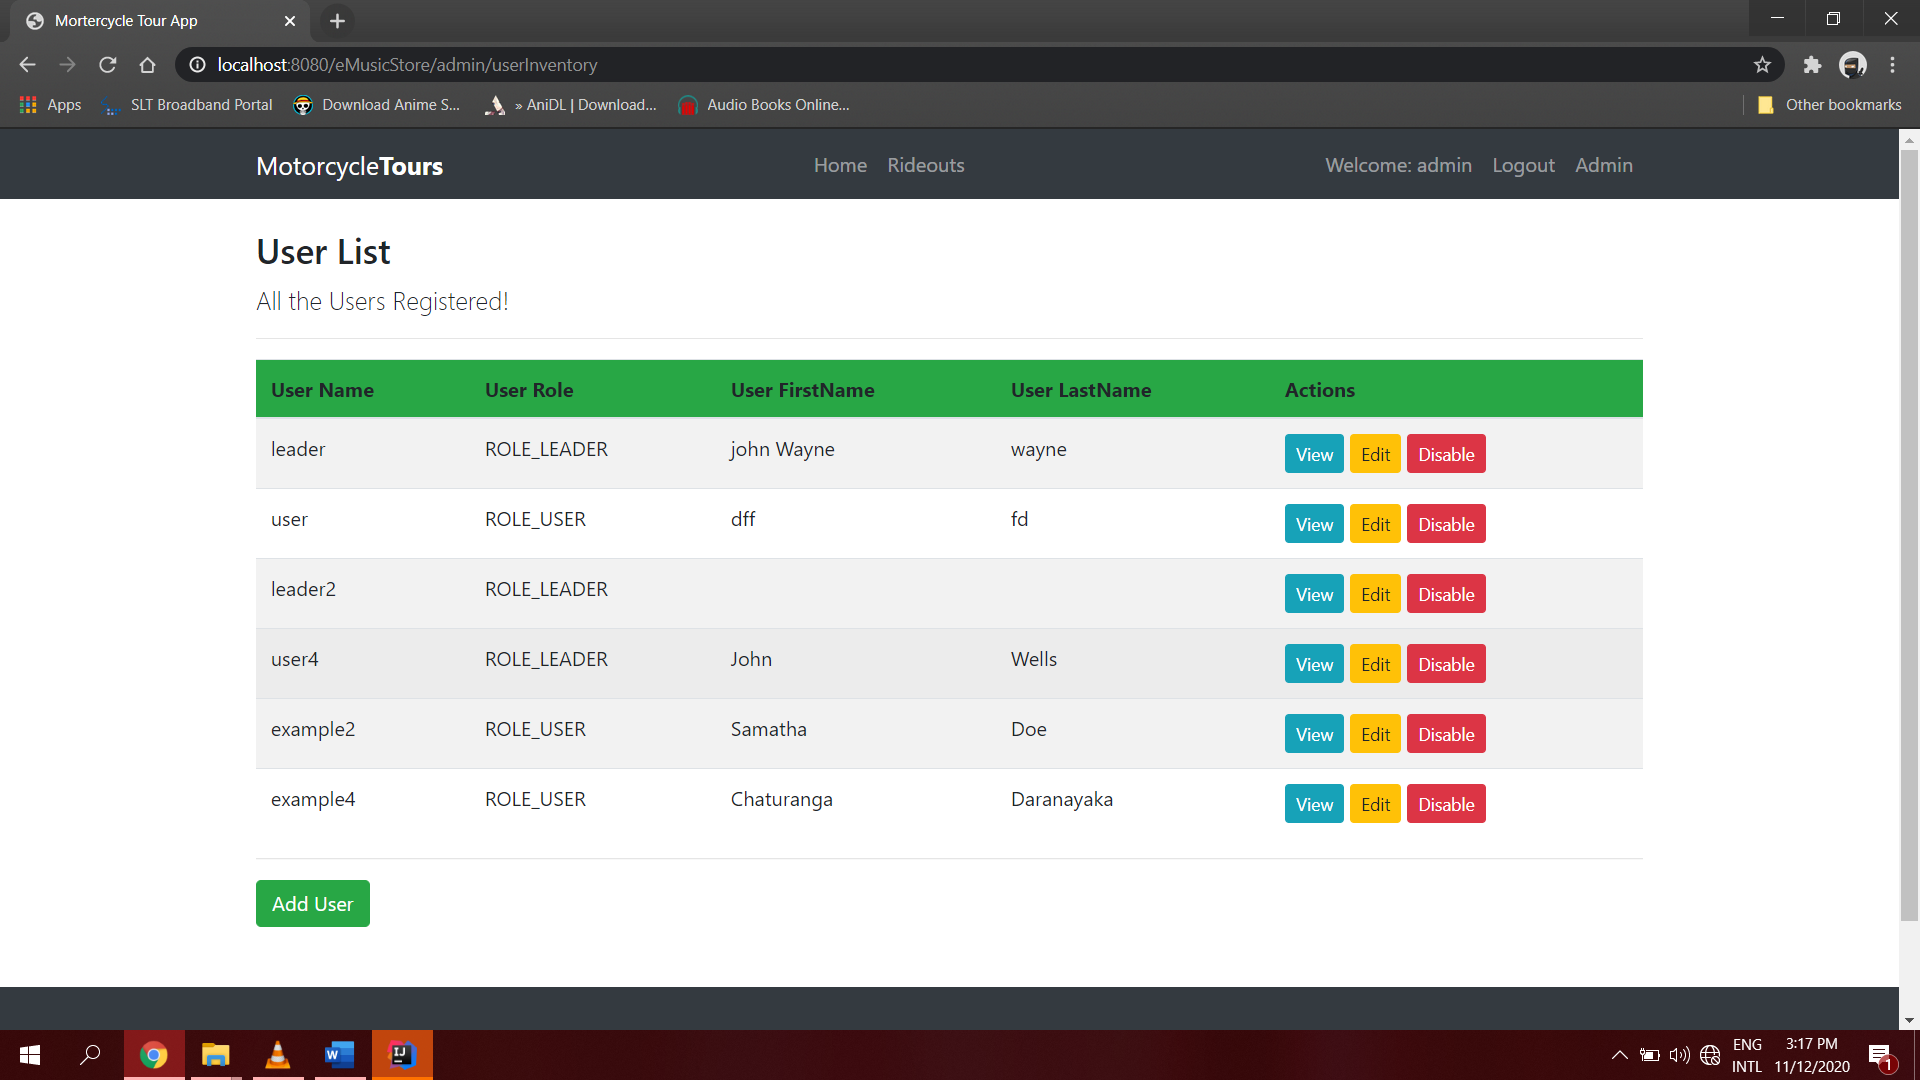 Mortercycle Tour App
localhost:8080/eMusicStore/admin/userInventory
Apps SLT Broadband Portal Download Anime S... » AniDL | Download... Audio Books Online... Other bookmarks
MotorcycleTours Home Rideouts Welcome: admin Logout Admin
User List
All the Users Registered!
User Name User Role User FirstName User LastName Actions
leader ROLE_LEADER john Wayne wayne View Edit Disable
user ROLE_USER dff fd View Edit Disable
leader2 ROLE_LEADER View Edit Disable
user4 ROLE_LEADER John Wells View Edit Disable
example2 ROLE_USER Samatha Doe View Edit Disable
example4 ROLE_USER Chaturanga Daranayaka View Edit Disable
Add User
W IJ
ENG 3:17 PM
INTL 11/12/2020 1